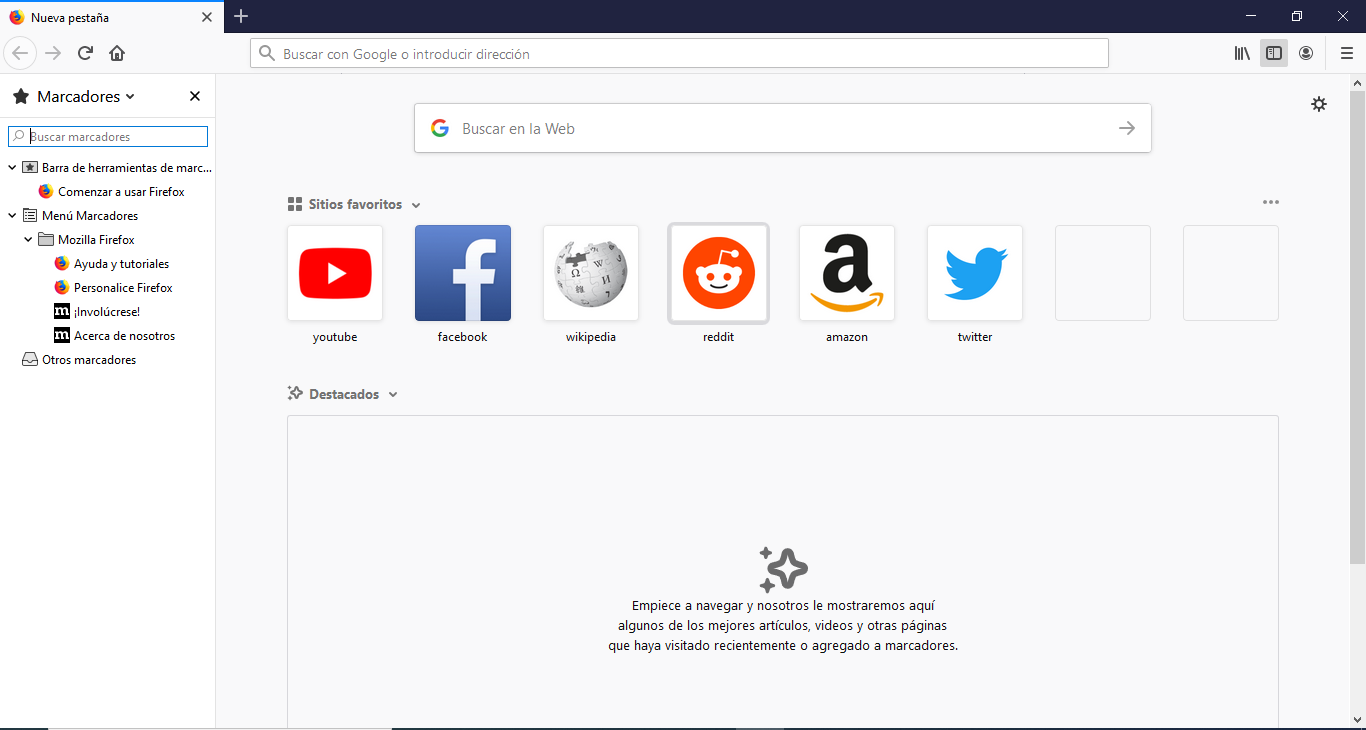 Nueva pestaña
Buscar con Google o introducir dirección
Marcadores
Buscar marcadores
Barra de herramientas de marc...
Comenzar a usar Firefox
Menú Marcadores
Mozilla Firefox
Ayuda y tutoriales
Personalice Firefox
¡Involúcrese!
Acerca de nosotros
Otros marcadores
Buscar en la Web
Sitios favoritos
youtube
facebook
wikipedia
reddit
amazon
twitter
Destacados
Empiece a navegar y nosotros le mostraremos aquí
algunos de los mejores artículos, videos y otras páginas
que haya visitado recientemente o agregado a marcadores.